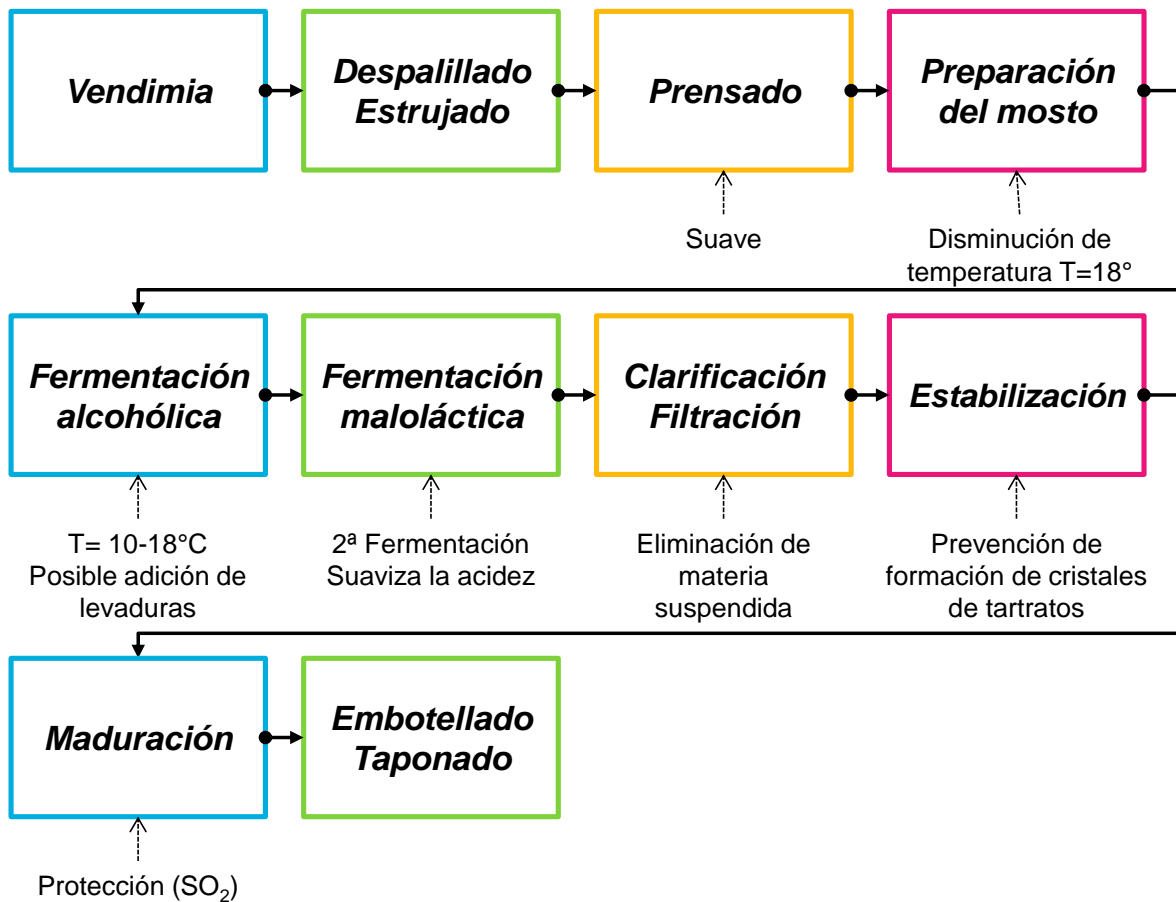 Vendimia
Despalillado
Estrujado
Prensado
Preparación
del mosto
Suave
Disminución de
temperatura T=18°
Fermentación
alcohólica
Fermentación
maloláctica
Clarificación
Filtración
Estabilización
T= 10-18°C
Posible adición de
levaduras
2ª Fermentación
Suaviza la acidez
Eliminación de
materia
suspendida
Prevención de
formación de cristales
de tartratos
Maduración
Embotellado
Taponado
Protección (SO₂)